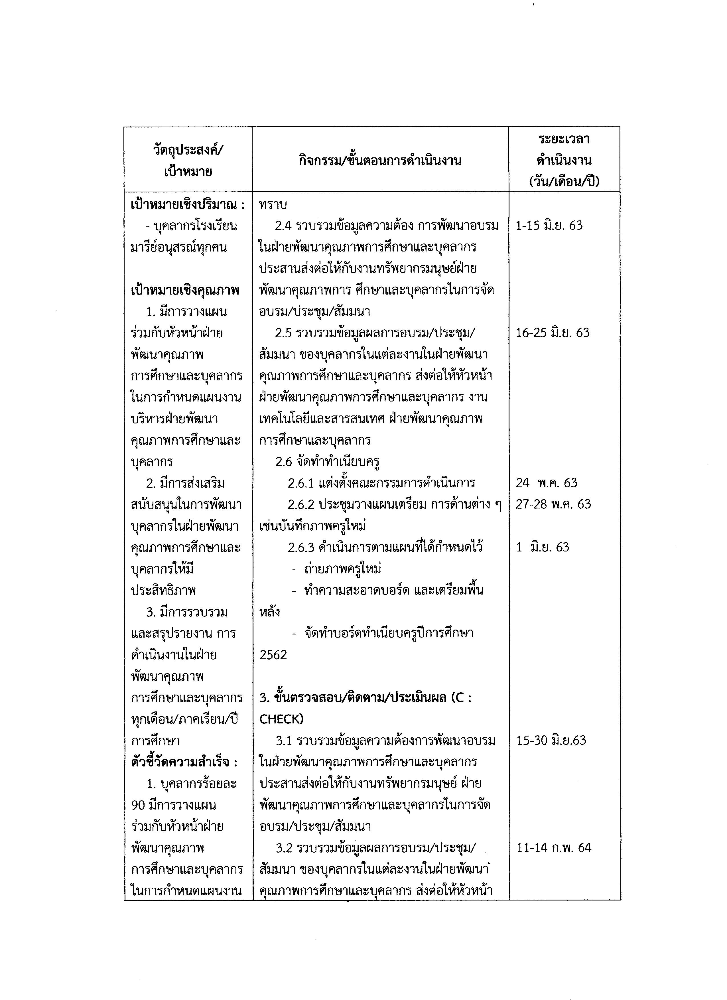 วัตถุประสงค์/
เป้าหมาย
กิจกรรม/ขั้นตอนการดำเนินงาน
ระยะเวลา
ดำเนินงาน
(วัน/เดือน/ปี)
เป้าหมายเชิงปริมาณ :
- บุคลากรโรงเรียน
มารีย์อนุสรณ์ทุกคน
เป้าหมายเชิงคุณภาพ
1. มีการวางแผน
ร่วมกับหัวหน้าฝ่าย
พัฒนาคุณภาพ
การศึกษาและบุคลากร
ในการกำหนดแผนงาน
บริหารฝ่ายพัฒนา
คุณภาพการศึกษาและ
บุคลากร
2. มีการส่งเสริม
สนับสนุนในการพัฒนา
บุคลากรในฝ่ายพัฒนา
คุณภาพการศึกษาและ
บุคลากรให้มี
ประสิทธิภาพ
3. มีการรวบรวม
และสรุปรายงาน การ
ดำเนินงานในฝ่าย
พัฒนาคุณภาพ
การศึกษาและบุคลากร
ทุกเดือน/ภาคเรียน/ปี
การศึกษา
ตัวชี้วัดความสำเร็จ :
1. บุคลากรร้อยละ
90 มีการวางแผน
ร่วมกับหัวหน้าฝ่าย
พัฒนาคุณภาพ
การศึกษาและบุคลากร
ในการกำหนดแผนงาน
ทราบ
2.4 รวบรวมข้อมูลความต้อง การพัฒนาอบรม
ในฝ่ายพัฒนาคุณภาพการศึกษาและบุคลากร
ประสานส่งต่อให้กับงานทรัพยากรมนุษย์ฝ่าย
พัฒนาคุณภาพการ ศึกษาและบุคลากรในการจัด
อบรม/ประชุม/สัมมนา
2.5 รวบรวมข้อมูลผลการอบรม/ประชุม/
สัมมนา ของบุคลากรในแต่ละงานในฝ่ายพัฒนา
คุณภาพการศึกษาและบุคลากร ส่งต่อให้หัวหน้า
ฝ่ายพัฒนาคุณภาพการศึกษาและบุคลากร งาน
เทคโนโลยีและสารสนเทศ ฝ่ายพัฒนาคุณภาพ
การศึกษาและบุคลากร
2.6 จัดทำทำเนียบครู
2.6.1 แต่งตั้งคณะกรรมการดำเนินการ
2.6.2 ประชุมวางแผนเตรียม การด้านต่าง ๆ
เช่นบันทึกภาพครูใหม่
2.6.3 ดำเนินการตามแผนที่ได้กำหนดไว้
- ถ่ายภาพครูใหม่
- ทำความสะอาดบอร์ด และเตรียมพื้น
หลัง
- จัดทำบอร์ดทำเนียบครูปีการศึกษา
2562
3. ขั้นตรวจสอบ/ติดตาม/ประเมินผล (C :
CHECK)
3.1 รวบรวมข้อมูลความต้องการพัฒนาอบรม
ในฝ่ายพัฒนาคุณภาพการศึกษาและบุคลากร
ประสานส่งต่อให้กับงานทรัพยากรมนุษย์ ฝ่าย
พัฒนาคุณภาพการศึกษาและบุคลากรในการจัด
อบรม/ประชุม/สัมมนา
3.2 รวบรวมข้อมูลผลการอบรม/ประชุม/
สัมมนา ของบุคลากรในแต่ละงานในฝ่ายพัฒนา
คุณภาพการศึกษาและบุคลากร ส่งต่อให้หัวหน้า
1-15 มิ.ย. 63
16-25 มิ.ย. 63
24 พ.ค. 63
27-28 พ.ค. 63
1 มิ.ย. 63
15-30 มิ.ย.63
11-14 ก.พ. 64